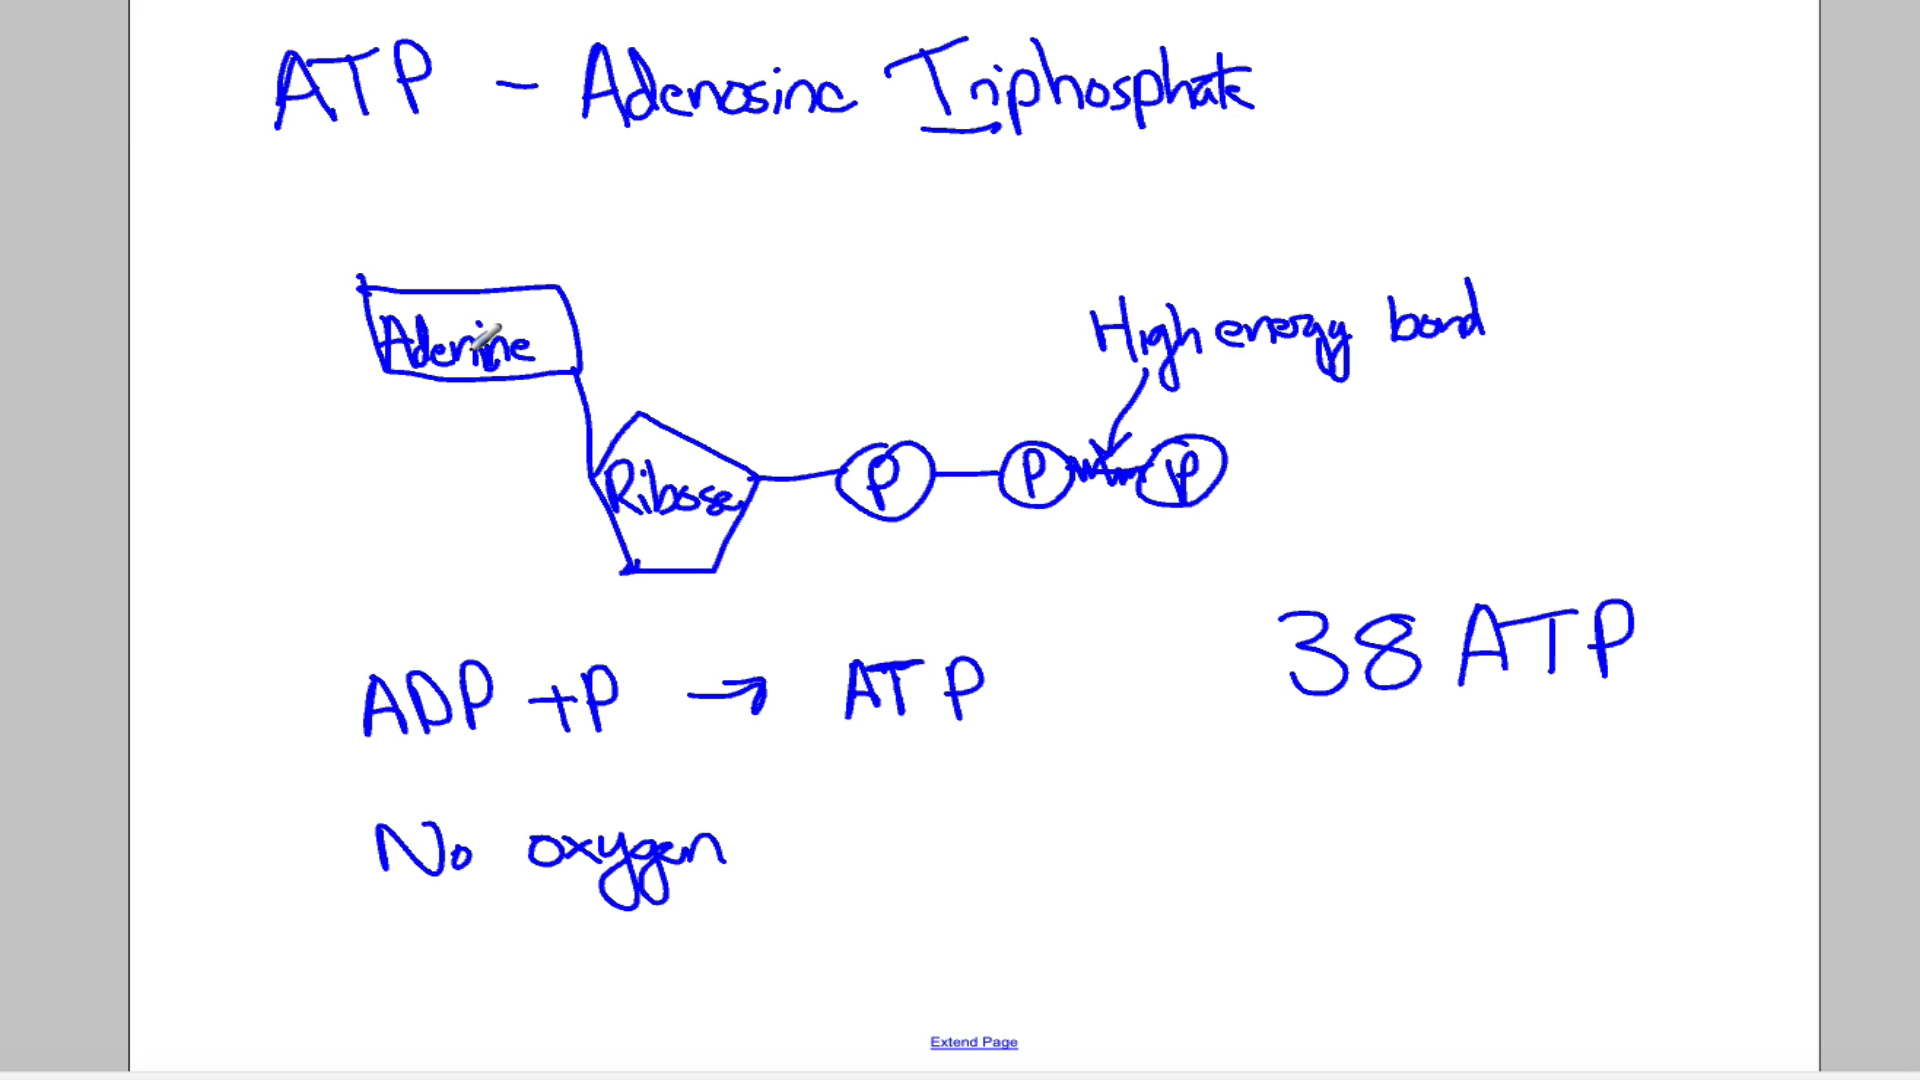 ATP - Adenosine Triphosphate
Adenine
High energy bond
Ribose
P P P
38 ATP
ADP + P → ATP
No oxygen
Extend Page